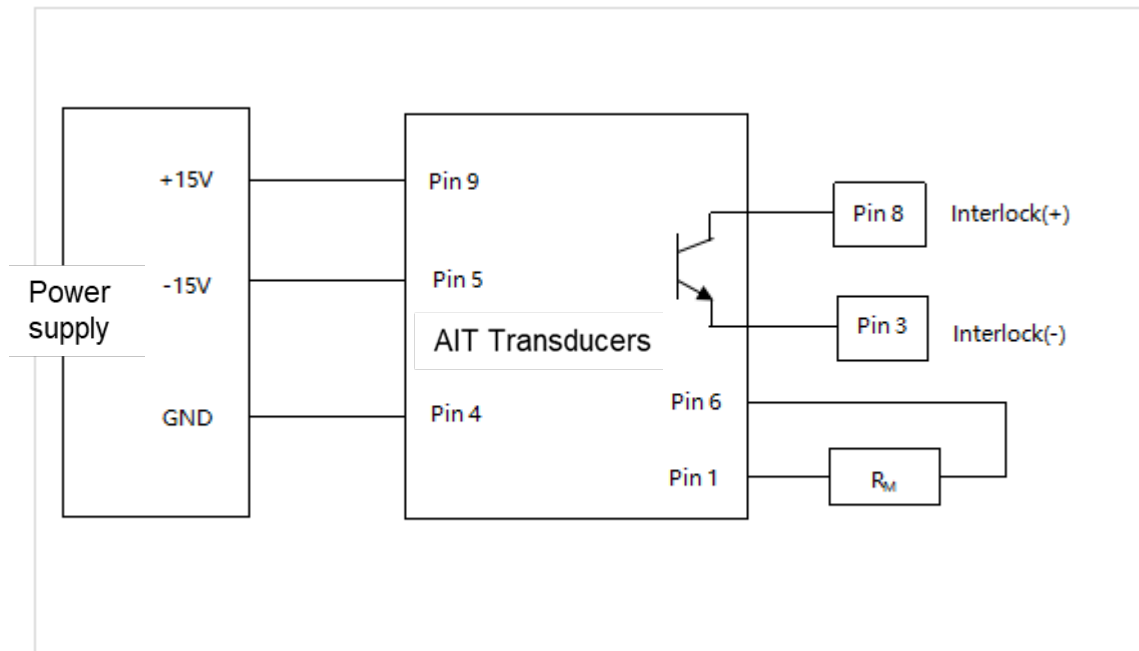 +15V
-15V
GND
Power
supply
Pin 9
Pin 5
AIT Transducers
Pin 4
Pin 6
Pin 1
Pin 8
Interlock(+)
Pin 3
Interlock(-)
RM